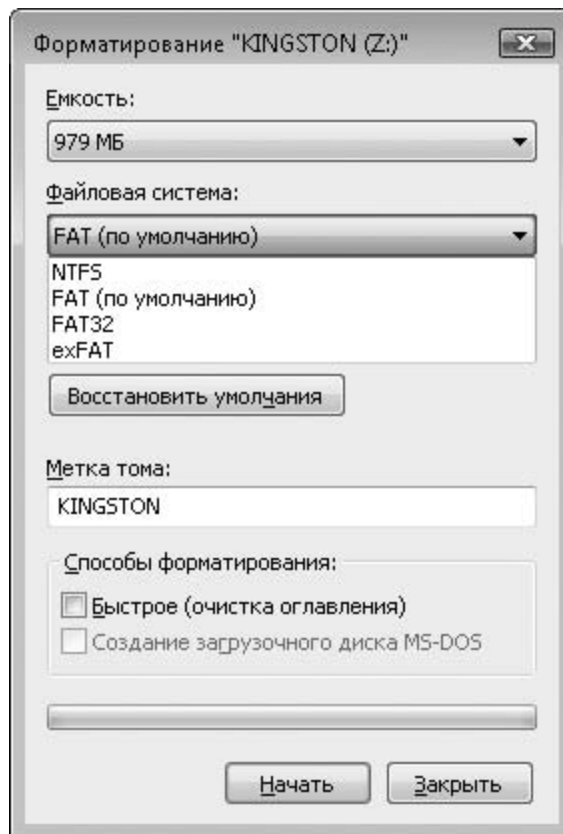 Форматирование "KINGSTON (Z:)"
Емкость:
979 МБ
Файловая система:
FAT (по умолчанию)
NTFS
FAT (по умолчанию)
FAT32
exFAT
Восстановить умолчания
Метка тома:
KINGSTON
Способы форматирования:
Быстрое (очистка оглавления)
Создание загрузочного диска MS-DOS
Начать Закрыть